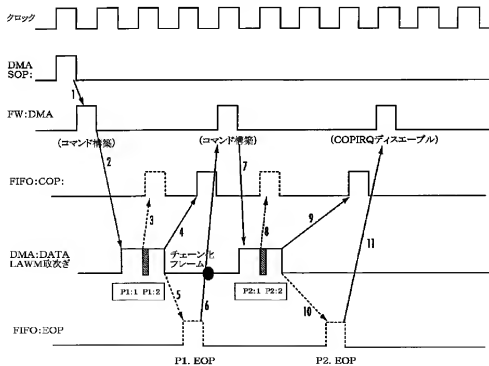 クロック
DMA
SOP:
1
FW:DMA
(コマンド構築)
(コマンド構築)
(COPIRQディスエーブル)
2
7
FIFO:COP:
3
4
8
9
11
DMA:DATA
LAWM取次ぎ
チェーン化
フレーム
P1:1 P1:2
P2:1 P2:2
5
6
10
FIFO:EOP
P1. EOP
P2. EOP